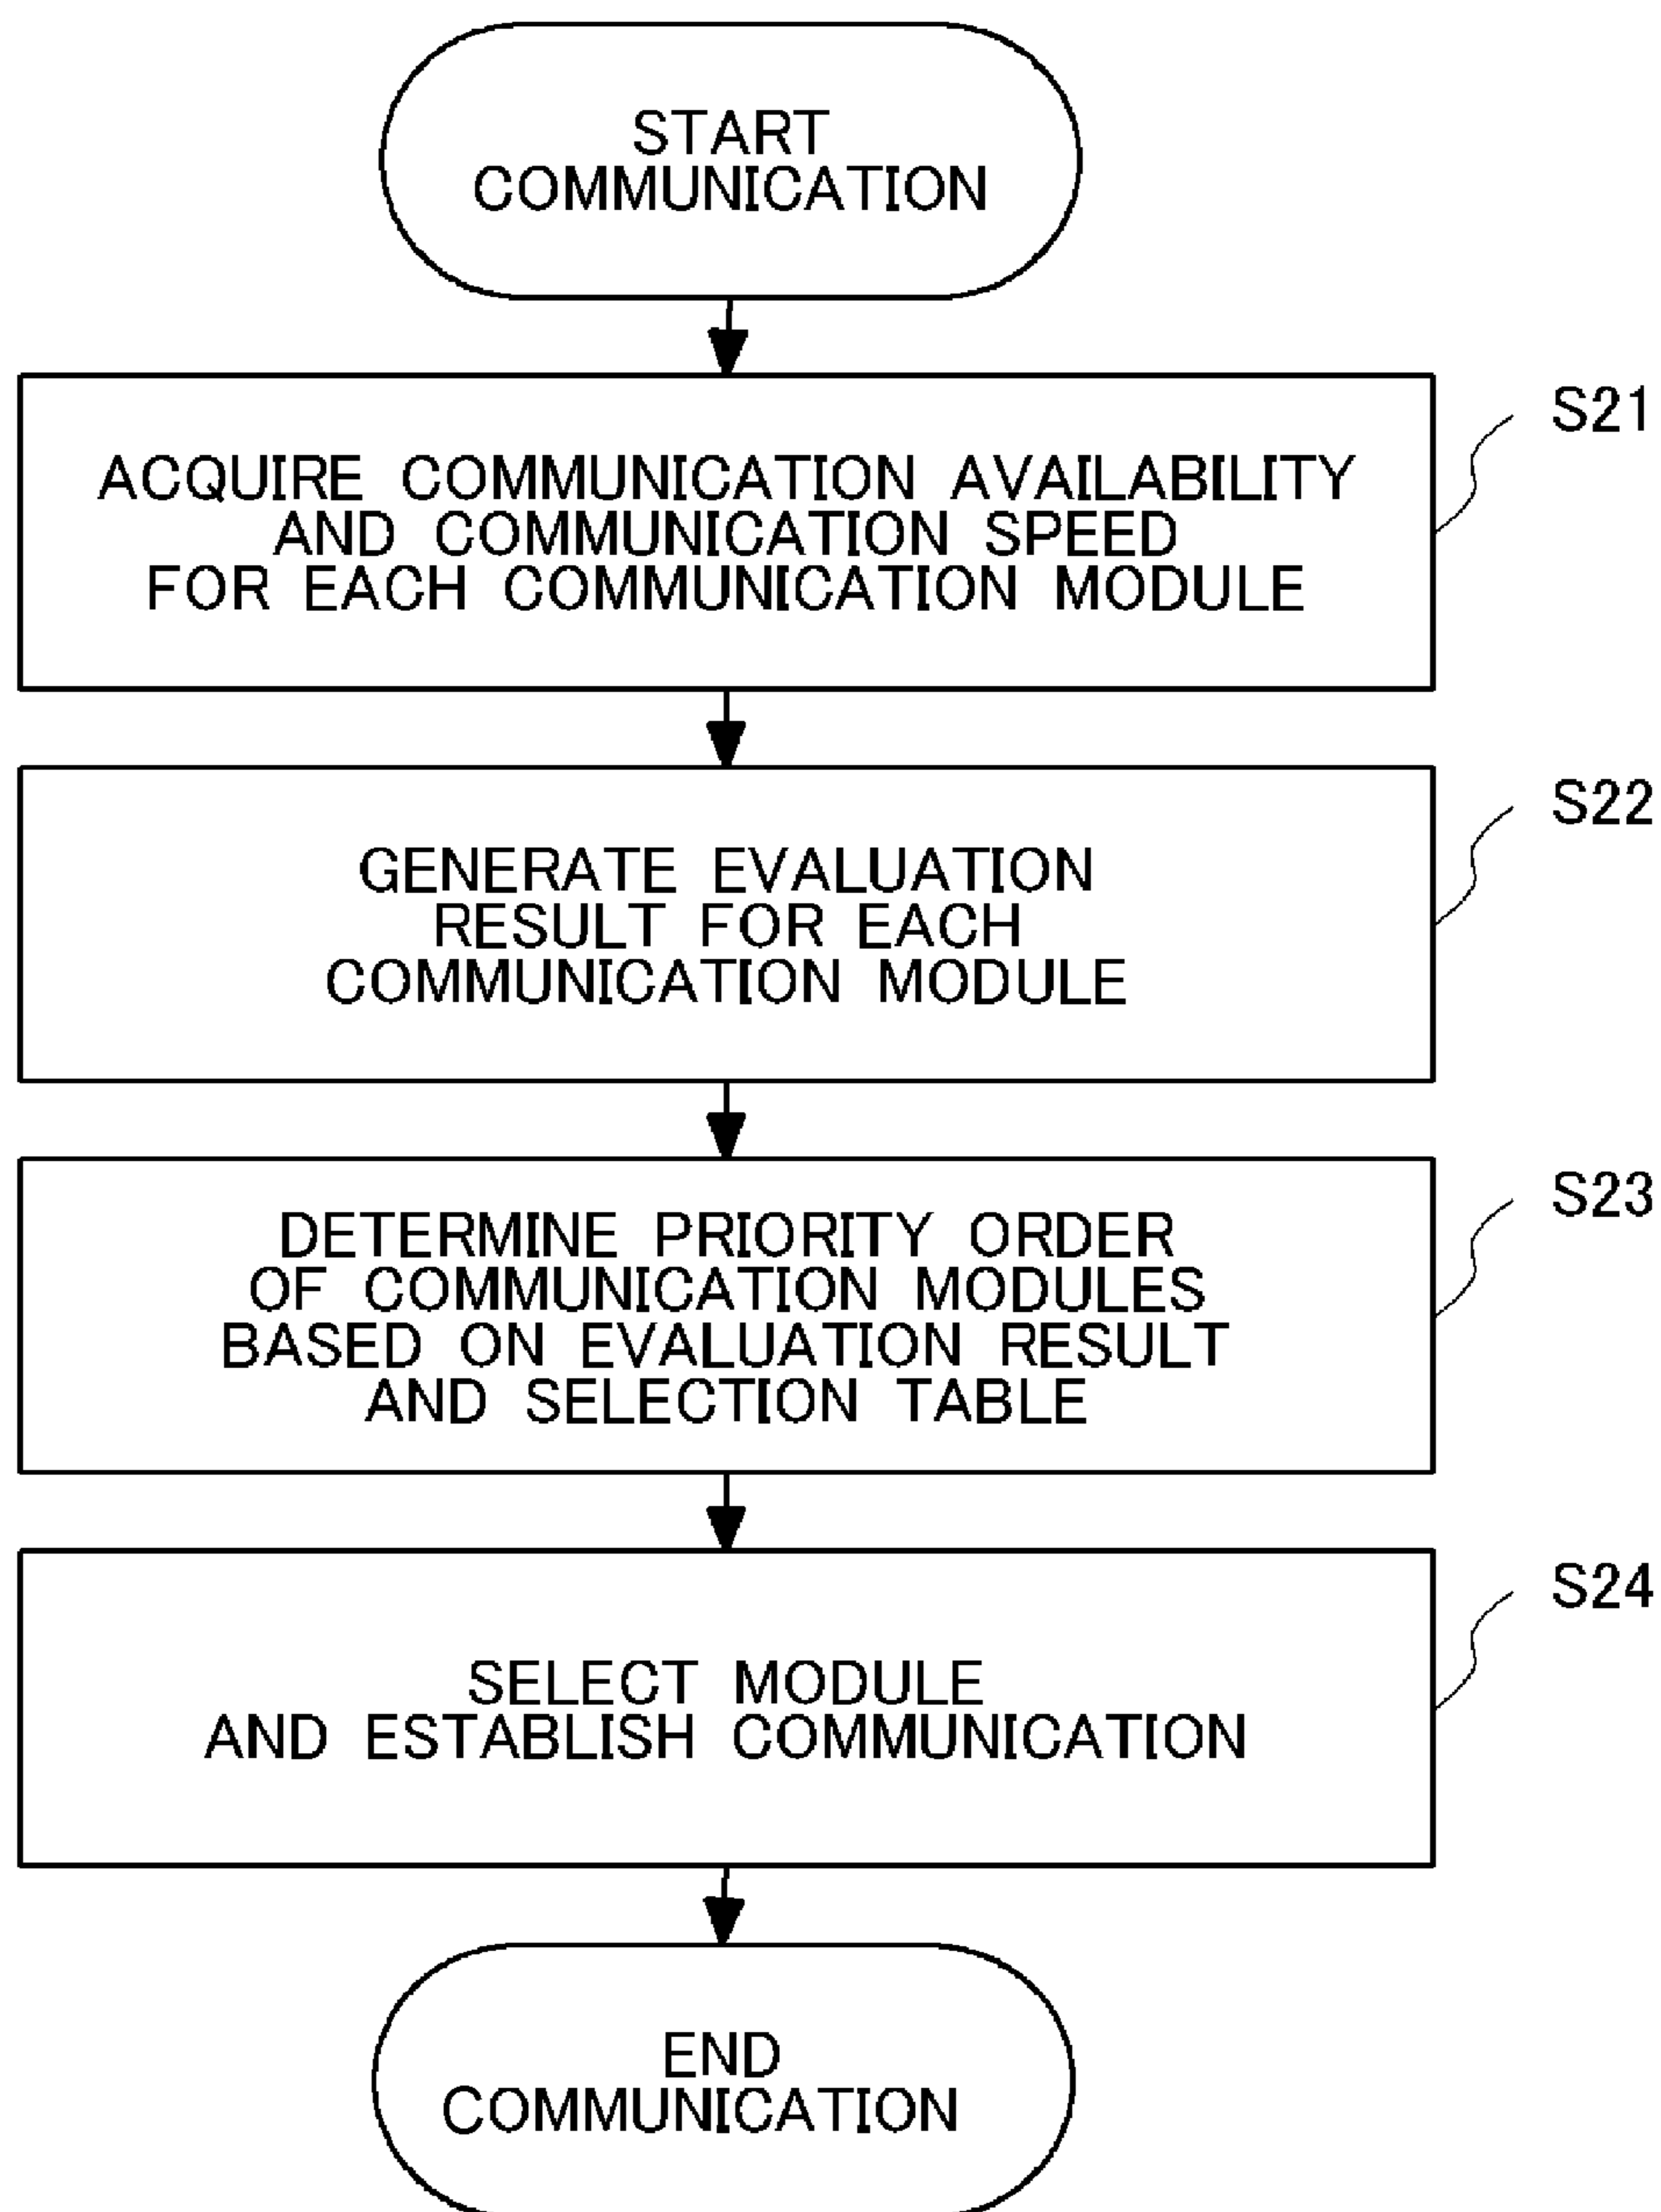 START
COMMUNICATION
ACQUIRE COMMUNICATION AVAILABILITY
AND COMMUNICATION SPEED
FOR EACH COMMUNICATION MODULE
S21
GENERATE EVALUATION
RESULT FOR EACH
COMMUNICATION MODULE
S22
DETERMINE PRIORITY ORDER
OF COMMUNICATION MODULES
BASED ON EVALUATION RESULT
AND SELECTION TABLE
S23
SELECT MODULE
AND ESTABLISH COMMUNICATION
S24
END
COMMUNICATION